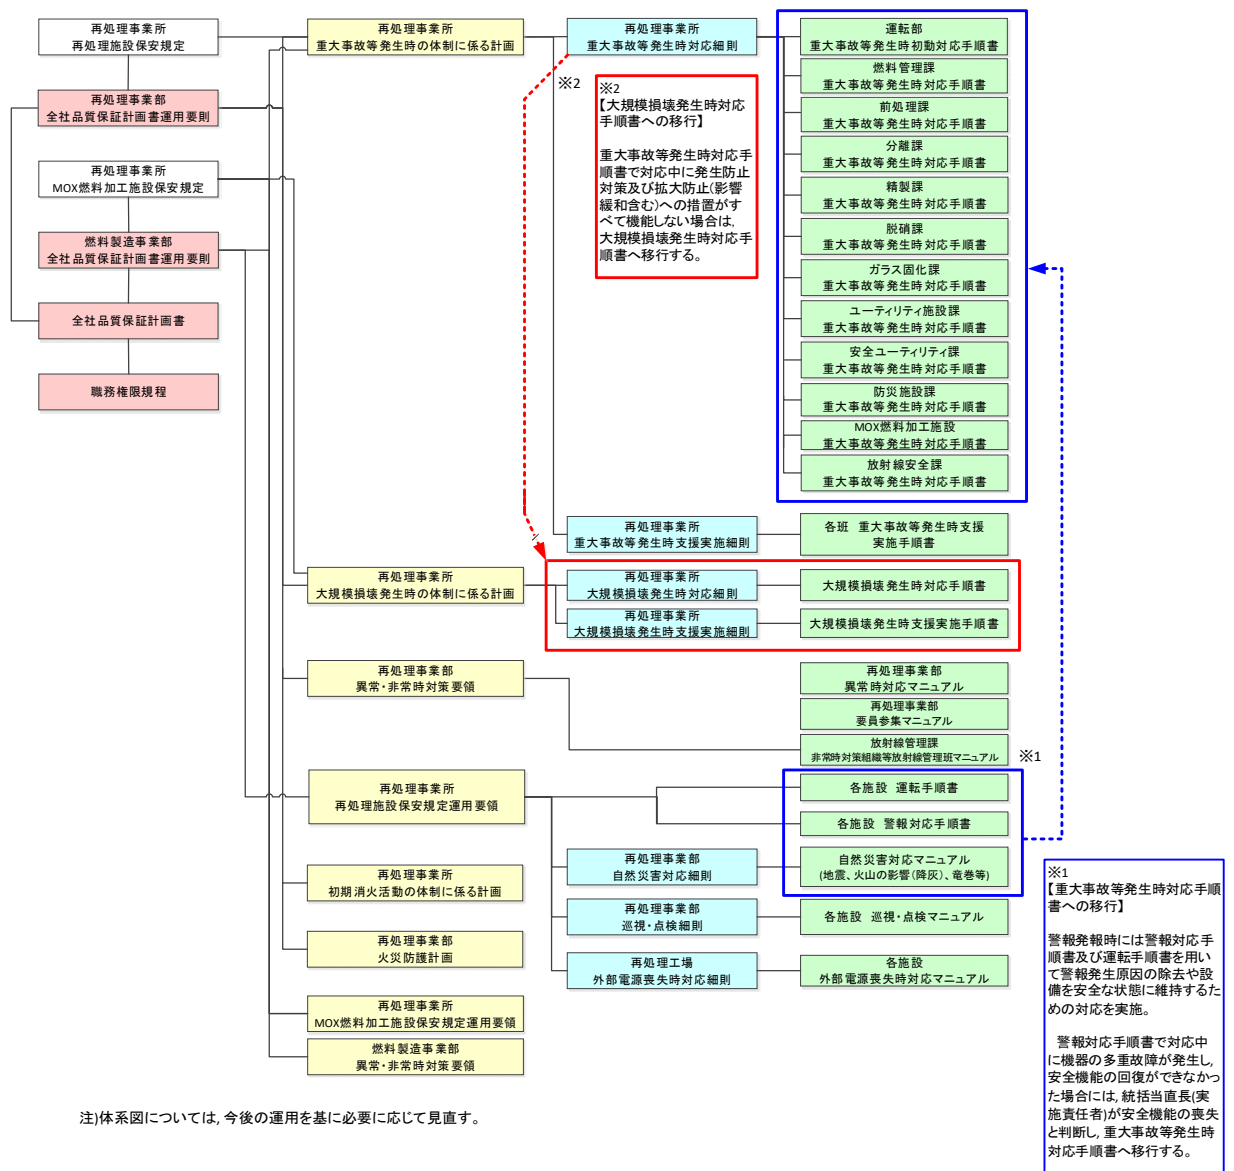 再処理事業所
再処理施設保安規定
再処理事業部
全社品質保証計画書運用要則
再処理事業所
MOX燃料加工施設保安規定
燃料製造事業部
全社品質保証計画書運用要則
全社品質保証計画書
職務権限規程
再処理事業所
重大事故等発生時の体制に係る計画
再処理事業所
大規模損壊発生時の体制に係る計画
再処理事業部
異常・非常時対策要領
再処理事業所
再処理施設保安規定運用要領
再処理事業所
初期消火活動の体制に係る計画
再処理事業部
火災防護計画
再処理事業所
MOX燃料加工施設保安規定運用要領
燃料製造事業部
異常・非常時対策要領
再処理事業所
重大事故等発生時対応細則
※2
※2
【大規模損壊発生時対応
手順書への移行】
重大事故等発生時対応手
順書で対応中に発生防止
対策及び拡大防止(影響
緩和含む)への措置がす
べて機能しない場合は,
大規模損壊発生時対応手
順書へ移行する。
再処理事業所
重大事故等発生時支援実施細則
再処理事業所
大規模損壊発生時対応細則
再処理事業所
大規模損壊発生時支援実施細則
再処理事業部
自然災害対応細則
再処理事業部
巡視・点検細則
再処理工場
外部電源喪失時対応細則
運転部
重大事故等発生時初動対応手順書
燃料管理課
重大事故等発生時対応手順書
前処理課
重大事故等発生時対応手順書
分離課
重大事故等発生時対応手順書
精製課
重大事故等発生時対応手順書
脱硝課
重大事故等発生時対応手順書
ガラス固化課
重大事故等発生時対応手順書
ユーティリティ施設課
重大事故等発生時対応手順書
安全ユーティリティ課
重大事故等発生時対応手順書
防災施設課
重大事故等発生時対応手順書
MOX燃料加工施設
重大事故等発生時対応手順書
放射線安全課
重大事故等発生時対応手順書
各班 重大事故等発生時支援
実施手順書
大規模損壊発生時対応手順書
大規模損壊発生時支援実施手順書
再処理事業部
異常時対応マニュアル
再処理事業部
要員参集マニュアル
放射線管理課
非常時対策組織等放射線管理班マニュアル
※1
各施設 運転手順書
各施設 警報対応手順書
自然災害対応マニュアル
(地震、火山の影響(降灰)、竜巻等)
各施設 巡視・点検マニュアル
各施設
外部電源喪失時対応マニュアル
※1
【重大事故等発生時対応手順
書への移行】
警報発報時には警報対応手
順書及び運転手順書を用い
て警報発生原因の除去や設
備を安全な状態に維持するた
めの対応を実施。
警報対応手順書で対応中
に機器の多重故障が発生し,
安全機能の回復ができなかっ
た場合には,統括当直長(実
施責任者)が安全機能の喪失
と判断し,重大事故等発生時
対応手順書へ移行する。
注)体系図については,今後の運用を基に必要に応じて見直す。